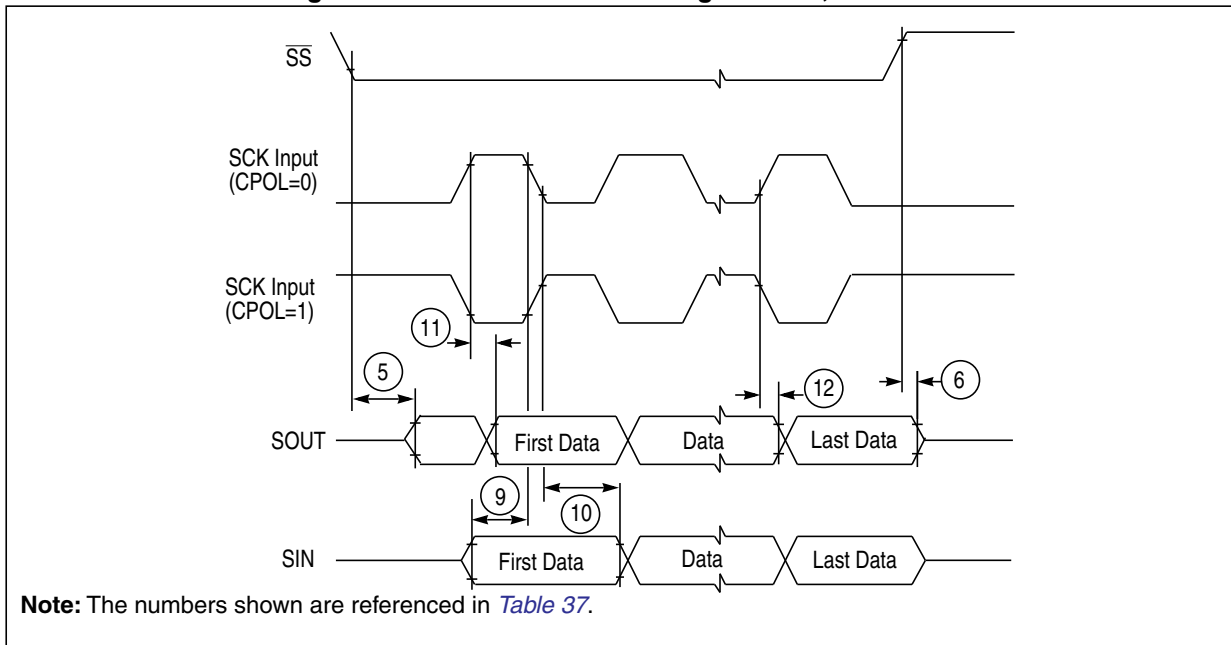 SS
SCK Input
(CPOL=0)
SCK Input
(CPOL=1)
11
5
12
6
SOUT
First Data
Data
Last Data
9
10
SIN
First Data
Data
Last Data
Note: The numbers shown are referenced in Table 37.